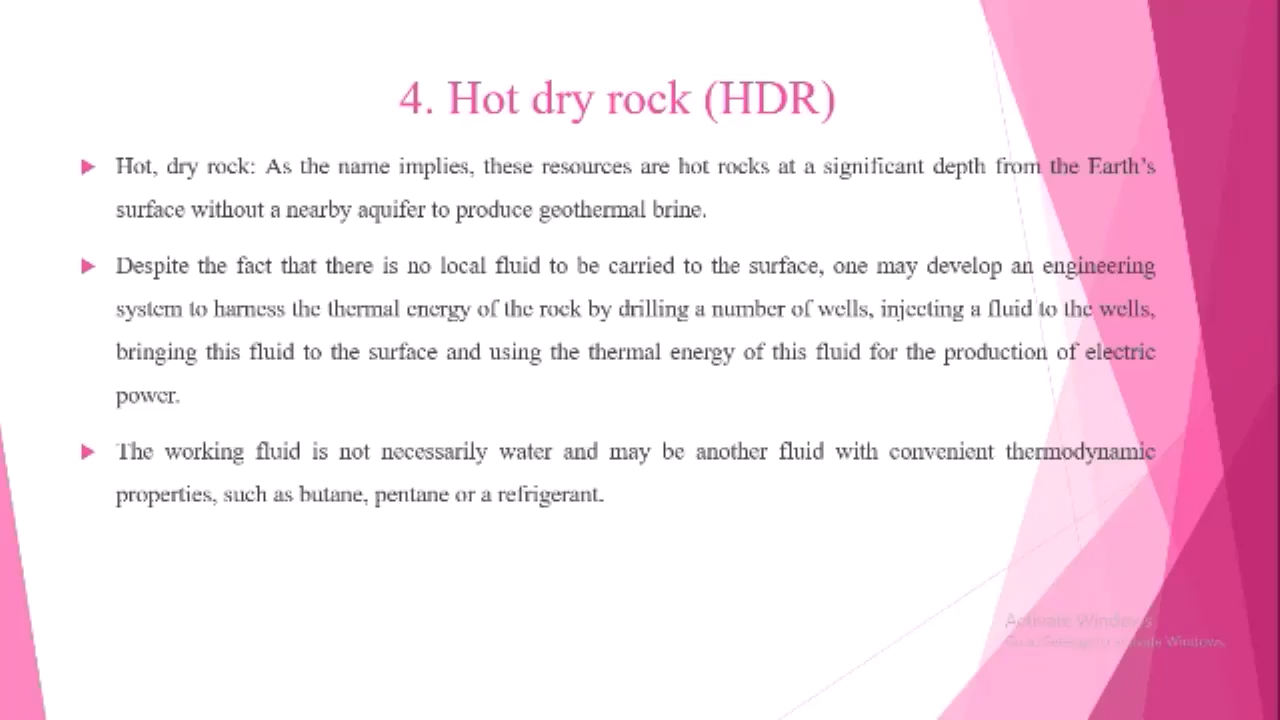 4. Hot dry rock (HDR)
Hot, dry rock: As the name implies, these resources are hot rocks at a significant depth from the Earth's
surface without a nearby aquifer to produce geothermal brine.
Despite the fact that there is no local fluid to be carried to the surface, one may develop an engineering
system to harness the thermal energy of the rock by drilling a number of wells, injecting a fluid to the wells,
bringing this fluid to the surface and using the thermal energy of this fluid for the production of electric
power.
The working fluid is not necessarily water and may be another fluid with convenient thermodynamic
properties, such as butane, pentane or a refrigerant.
Activate Windows
Go to Settings to activate Windows.